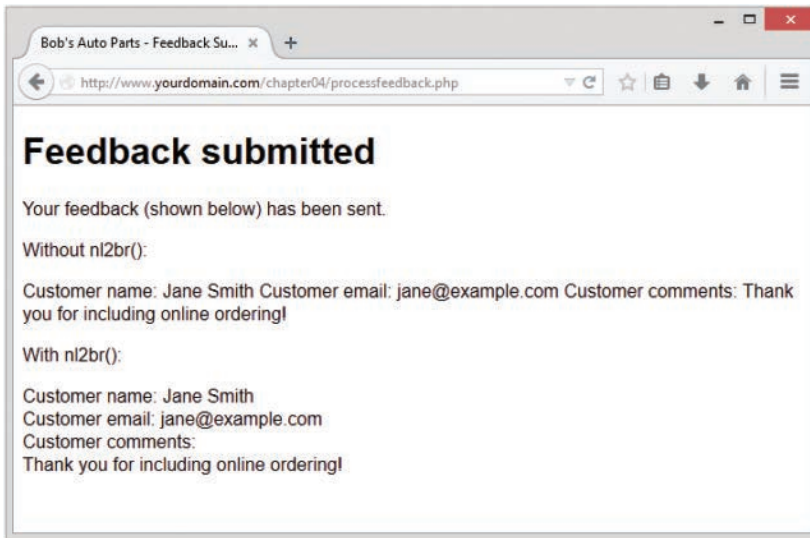 Bob's Auto Parts - Feedback Su...
http://www.yourdomain.com/chapter04/processfeedback.php
Feedback submitted
Your feedback (shown below) has been sent.
Without nl2br():
Customer name: Jane Smith Customer email: jane@example.com Customer comments: Thank
you for including online ordering!
With nl2br():
Customer name: Jane Smith
Customer email: jane@example.com
Customer comments:
Thank you for including online ordering!